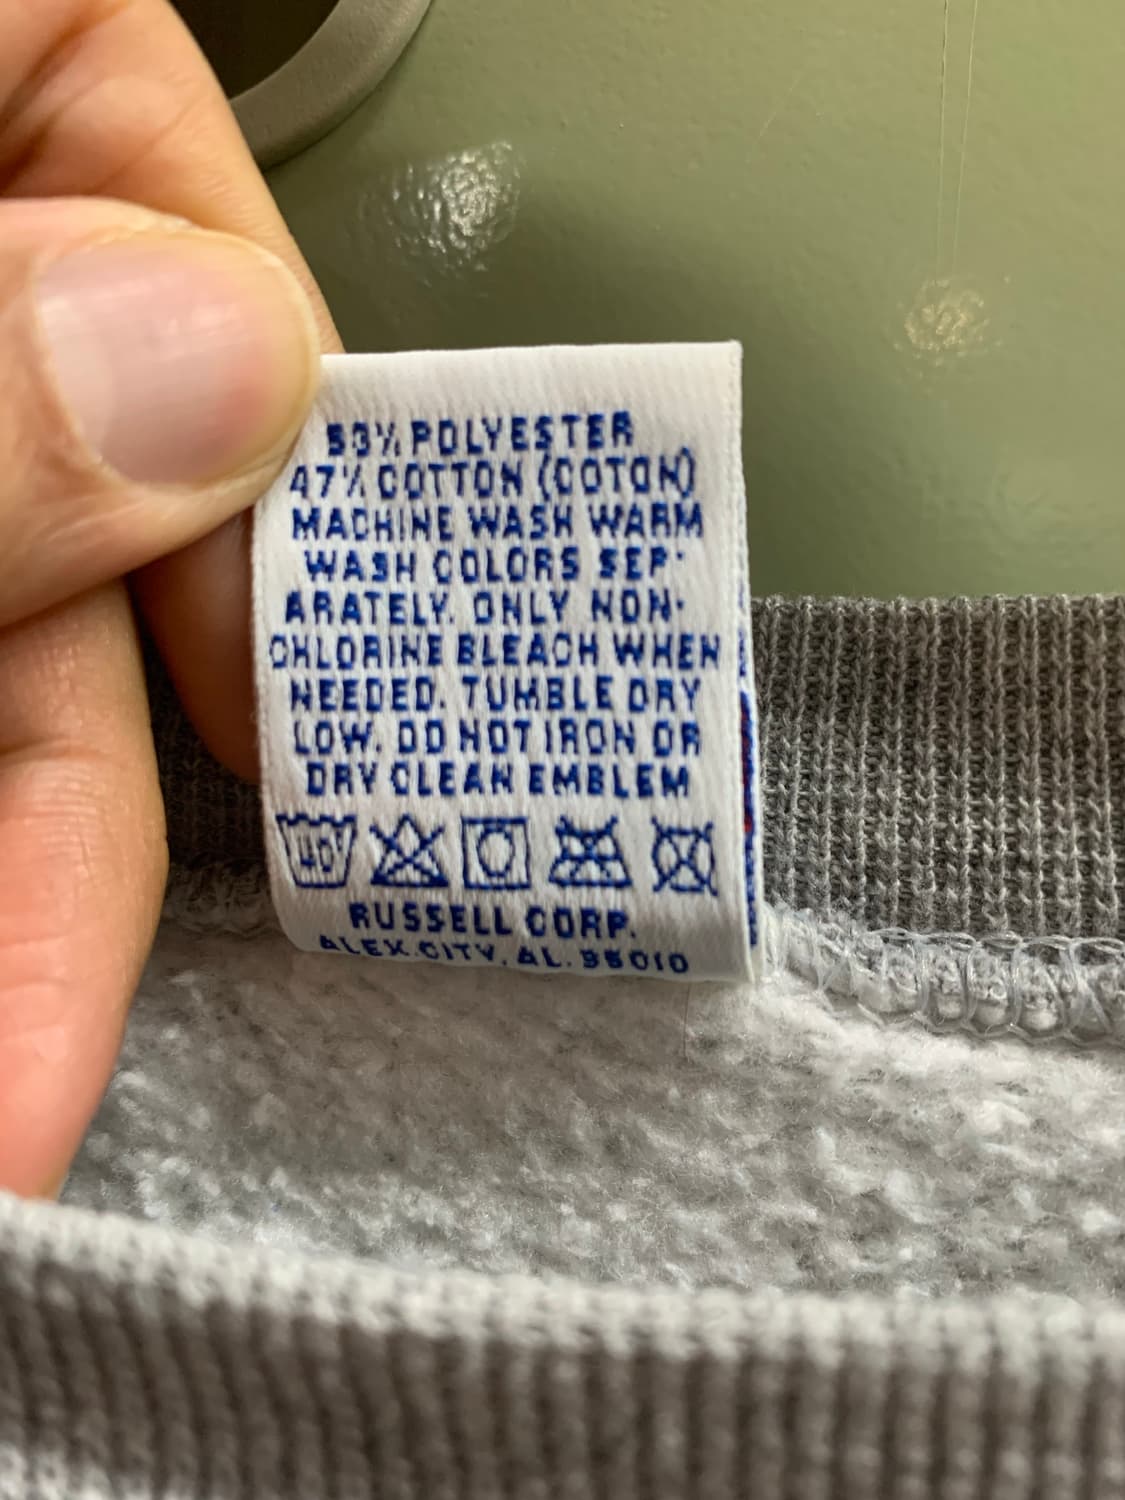 53% POLYESTER
47% COTTON (COTON)
MACHINE WASH WARM
WASH COLORS SEP-
ARATELY. ONLY NON-
CHLORINE BLEACH WHEN
NEEDED. TUMBLE DRY
LOW. DO NOT IRON OR
DRY CLEAN EMBLEM
40°
RUSSELL CORP.
ALEX.CITY, AL. 35010